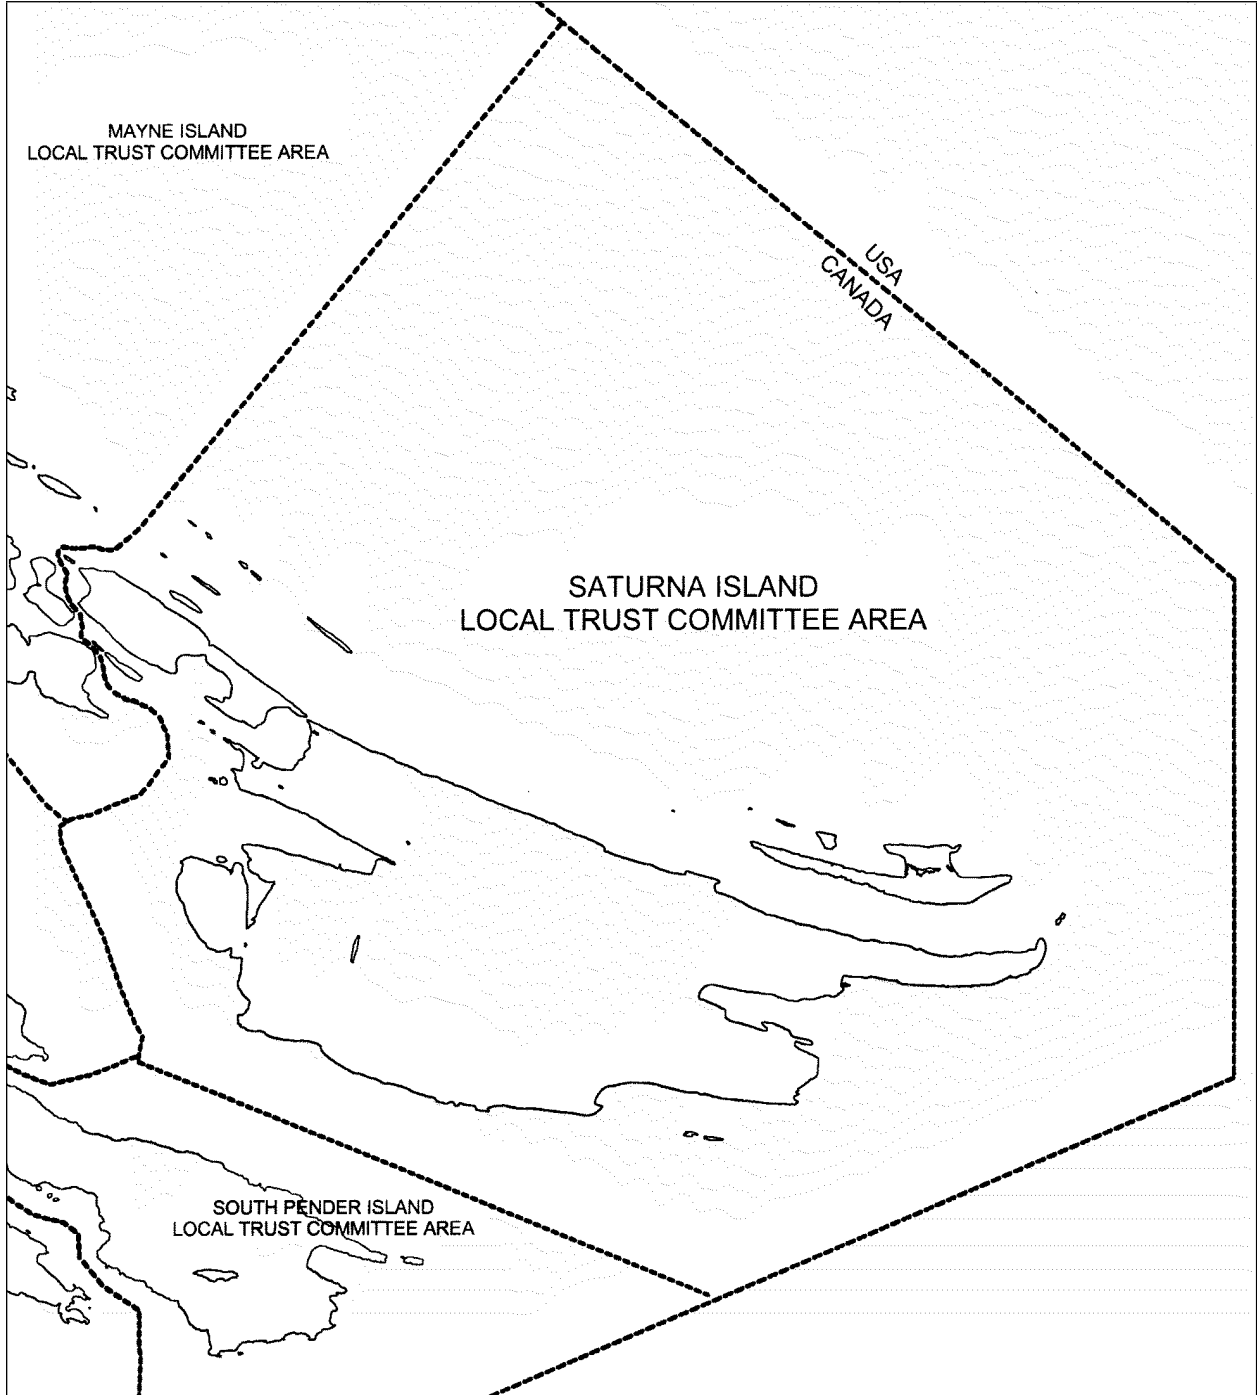 MAYNE ISLAND
LOCAL TRUST COMMITTEE AREA
USA
CANADA
SATURNA ISLAND
LOCAL TRUST COMMITTEE AREA
SOUTH PENDER ISLAND
LOCAL TRUST COMMITTEE AREA